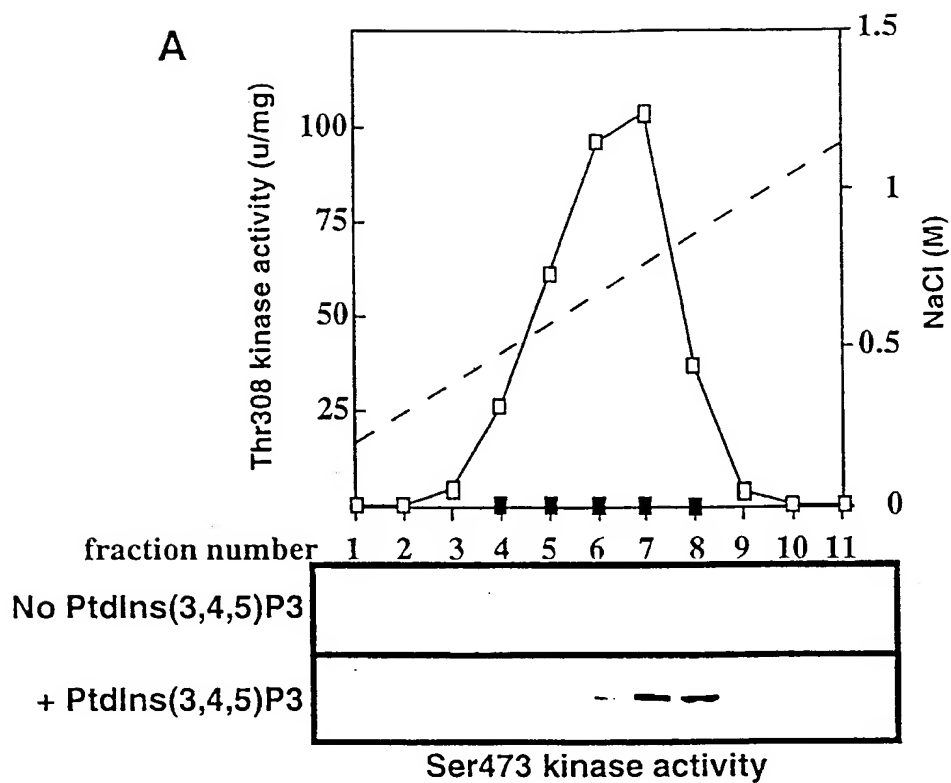 A
Thr308 kinase activity (u/mg)
100
75
50
25
1.5
1
0.5
0
NaCl (M)
fraction number 1 2 3 4 5 6 7 8 9 10 11
No PtdIns(3,4,5)P3
+ PtdIns(3,4,5)P3
Ser473 kinase activity